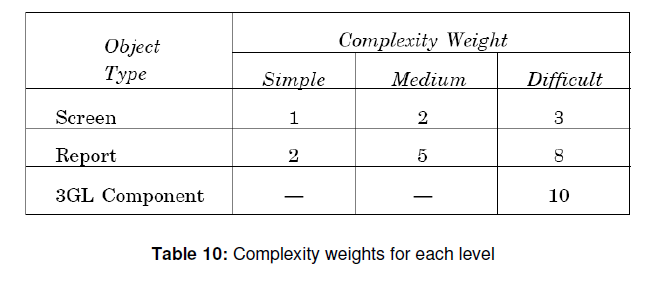 Object Type Complexity Weight
Simple Medium Difficult
Screen 1 2 3
Report 2 5 8
3GL Component — — 10
Table 10: Complexity weights for each level